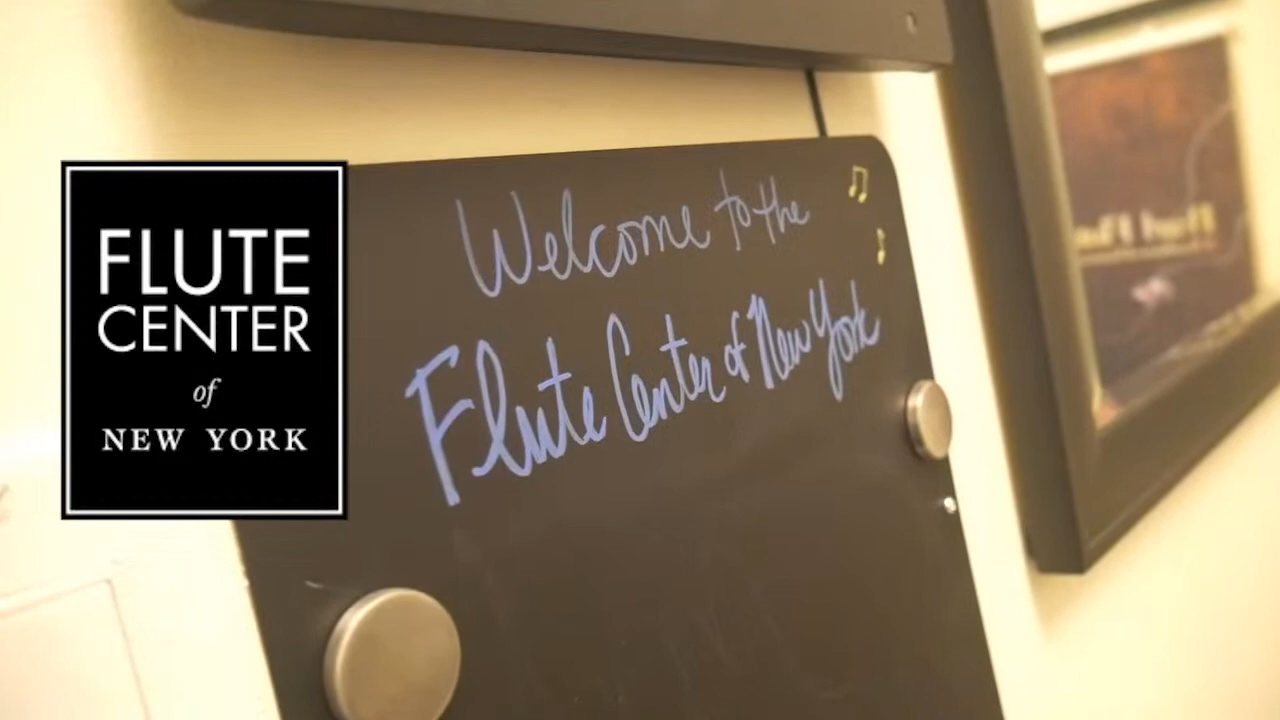 FLUTE
CENTER
of
NEW YORK
Welcome to the
Flute Center of New York